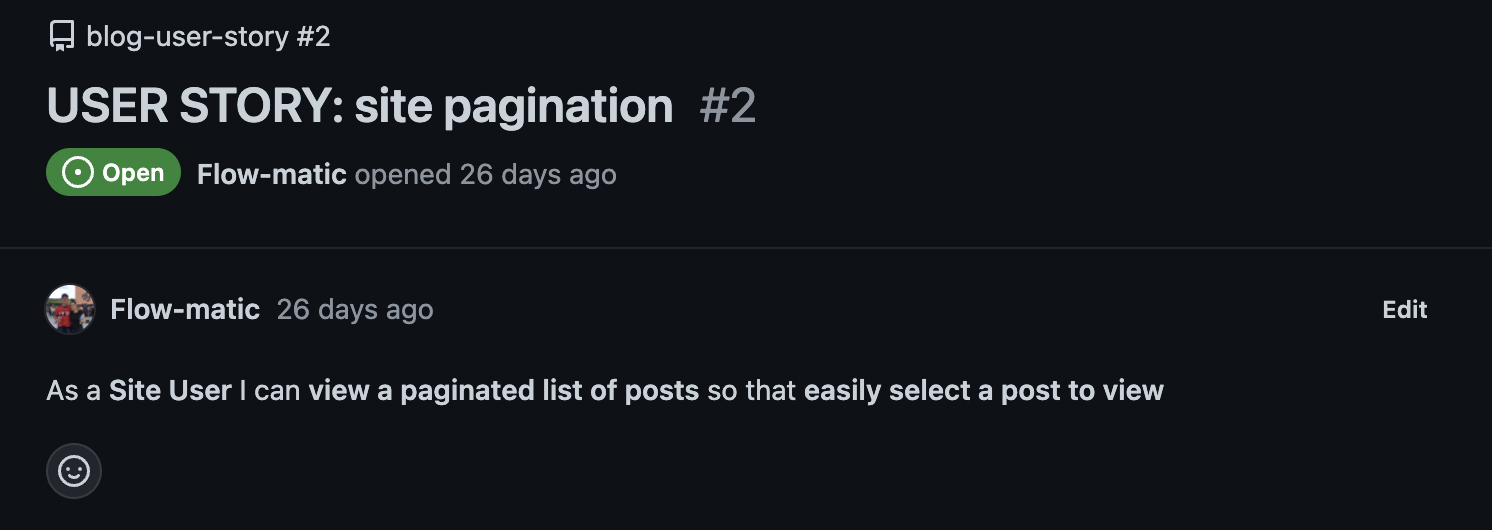 blog-user-story #2
USER STORY: site pagination #2
Open Flow-matic opened 26 days ago
Flow-matic 26 days ago Edit
As a Site User I can view a paginated list of posts so that easily select a post to view